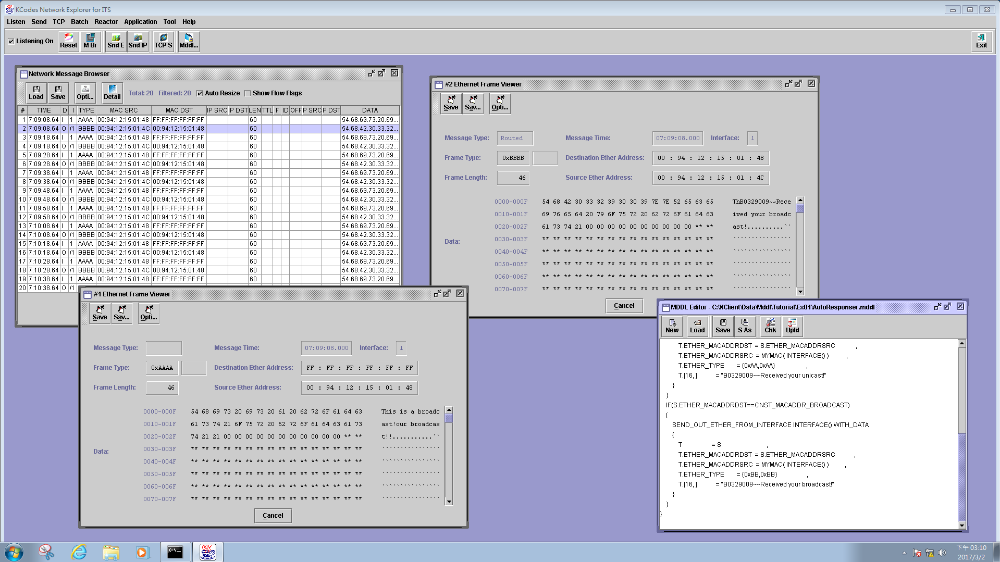 KCodes Network Explorer for ITS
Listen Send TCP Batch Reactor Application Tool Help
Listening On Reset M Br Snd E Snd IP TCP S Mddl... Exit
Network Message Browser
Load Save Opti... Detail Total: 20 Filtered: 20 Auto Resize Show Flow Flags
# TIME D I TYPE MAC SRC MAC DST IP SRC IP DST LEN TTL F ID OFF P SRC P DST DATA
1 7:09:08.64 I 1 AAAA 00:94:12:15:01:48 FF:FF:FF:FF:FF:FF 60 54.68.69.73.20.69...
2 7:09:08.64 O /1 BBBB 00:94:12:15:01:4C 00:94:12:15:01:48 60 54.68.42.30.33.32...
3 7:09:18.64 I 1 AAAA 00:94:12:15:01:48 FF:FF:FF:FF:FF:FF 60 54.68.69.73.20.69...
4 7:09:18.64 O /1 BBBB 00:94:12:15:01:4C 00:94:12:15:01:48 60 54.68.42.30.33.32...
5 7:09:28.64 I 1 AAAA 00:94:12:15:01:48 FF:FF:FF:FF:FF:FF 60 54.68.69.73.20.69...
6 7:09:28.64 O /1 BBBB 00:94:12:15:01:4C 00:94:12:15:01:48 60 54.68.42.30.33.32...
7 7:09:38.64 I 1 AAAA 00:94:12:15:01:48 FF:FF:FF:FF:FF:FF 60 54.68.69.73.20.69...
8 7:09:38.64 O /1 BBBB 00:94:12:15:01:4C 00:94:12:15:01:48 60 54.68.42.30.33.32...
9 7:09:48.64 I 1 AAAA 00:94:12:15:01:48 FF:FF:FF:FF:FF:FF 60 54.68.69.73.20.69...
10 7:09:48.64 O /1 BBBB 00:94:12:15:01:4C 00:94:12:15:01:48 60 54.68.42.30.33.32...
11 7:09:58.64 I 1 AAAA 00:94:12:15:01:48 FF:FF:FF:FF:FF:FF 60 54.68.69.73.20.69...
12 7:09:58.64 O /1 BBBB 00:94:12:15:01:4C 00:94:12:15:01:48 60 54.68.42.30.33.32...
13 7:10:08.64 I 1 AAAA 00:94:12:15:01:48 FF:FF:FF:FF:FF:FF 60 54.68.69.73.20.69...
14 7:10:08.64 O /1 BBBB 00:94:12:15:01:4C 00:94:12:15:01:48 60 54.68.42.30.33.32...
15 7:10:18.64 I 1 AAAA 00:94:12:15:01:48 FF:FF:FF:FF:FF:FF 60 54.68.69.73.20.69...
16 7:10:18.64 O /1 BBBB 00:94:12:15:01:4C 00:94:12:15:01:48 60 54.68.42.30.33.32...
17 7:10:28.64 I 1 AAAA 00:94:12:15:01:48 FF:FF:FF:FF:FF:FF 60 54.68.69.73.20.69...
18 7:10:28.64 O /1 BBBB 00:94:12:15:01:4C 00:94:12:15:01:48 60 54.68.42.30.33.32...
19 7:10:38.64 I 1 AAAA 00:94:12:15:01:48 FF:FF:FF:FF:FF:FF 60 54.68.69.73.20.69...
20 7:10:38.64 O /1
#2 Ethernet Frame Viewer
Save Sav... Opti...
Message Type: Routed Message Time: 07:09:08.000 Interface: 1
Frame Type: 0xBBBB Destination Ether Address: 00 : 94 : 12 : 15 : 01 : 48
Frame Length: 46 Source Ether Address: 00 : 94 : 12 : 15 : 01 : 4C
Data:
0000-000F 54 68 42 30 33 32 39 30 30 39 7E 7E 52 65 63 65 ThB0329009~~Rece
0010-001F 69 76 65 64 20 79 6F 75 72 20 62 72 6F 61 64 63 ived your broadc
0020-002F 61 73 74 21 00 00 00 00 00 00 00 00 00 00 ** ** ast!..........``
0030-003F ** ** ** ** ** ** ** ** ** ** ** ** ** ** ** ** ````````````````
0040-004F ** ** ** ** ** ** ** ** ** ** ** ** ** ** ** ** ````````````````
0050-005F ** ** ** ** ** ** ** ** ** ** ** ** ** ** ** ** ````````````````
0060-006F ** ** ** ** ** ** ** ** ** ** ** ** ** ** ** ** ````````````````
0070-007F ** ** ** ** ** ** ** ** ** ** ** ** ** ** ** ** ````````````````
Cancel
#1 Ethernet Frame Viewer
Save Sav... Opti...
Message Type: Message Time: 07:09:08.000 Interface: 1
Frame Type: 0xAAAA Destination Ether Address: FF : FF : FF : FF : FF : FF
Frame Length: 46 Source Ether Address: 00 : 94 : 12 : 15 : 01 : 48
Data:
0000-000F 54 68 69 73 20 69 73 20 61 20 62 72 6F 61 64 63 This is a broadc
0010-001F 61 73 74 21 6F 75 72 20 62 72 6F 61 64 63 61 73 ast!our broadcas
0020-002F 74 21 21 00 00 00 00 00 00 00 00 00 00 00 ** ** t!!...........``
0030-003F ** ** ** ** ** ** ** ** ** ** ** ** ** ** ** ** ````````````````
0040-004F ** ** ** ** ** ** ** ** ** ** ** ** ** ** ** ** ````````````````
0050-005F ** ** ** ** ** ** ** ** ** ** ** ** ** ** ** ** ````````````````
0060-006F ** ** ** ** ** ** ** ** ** ** ** ** ** ** ** ** ````````````````
0070-007F ** ** ** ** ** ** ** ** ** ** ** ** ** ** ** ** ````````````````
Cancel
MDDL Editor - C:\XClient\Data\Mddl\Tutorial\Ex01\AutoResponser.mddl
New Load Save S As Chk Upld
T.ETHER_MACADDRDST = S.ETHER_MACADDRSRC ,
T.ETHER_MACADDRSRC = MYMAC( INTERFACE() ) ,
T.ETHER_TYPE = {0xAA,0xAA} ,
T.[16, ] = "B0329009~~Received your unicast!"
}
}
IF(S.ETHER_MACADDRDST==CNST_MACADDR_BROADCAST)
{
SEND_OUT_ETHER_FROM_INTERFACE INTERFACE() WITH_DATA
{
T = S ,
T.ETHER_MACADDRDST = S.ETHER_MACADDRSRC ,
T.ETHER_MACADDRSRC = MYMAC( INTERFACE() ) ,
T.ETHER_TYPE = {0xBB,0xBB} ,
T.[16, ] = "B0329009~~Received your broadcast!"
}
}
}
C:\_
下午 03:10
2017/3/2